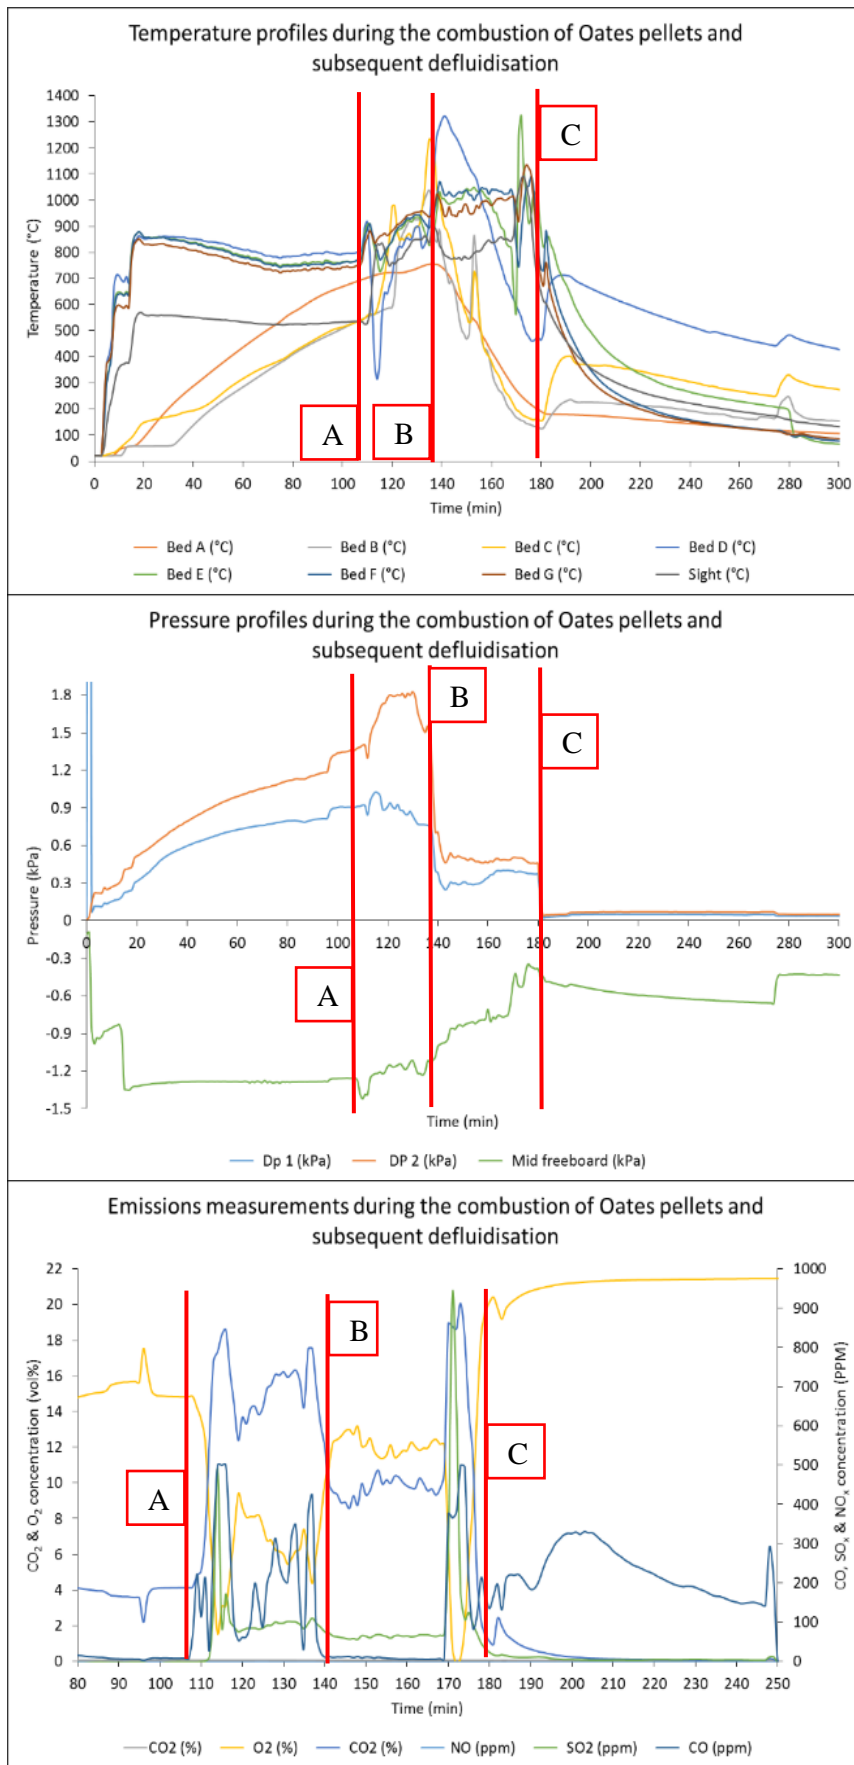 Temperature profiles during the combustion of Oates pellets and
subsequent defluidisation
1400
1300
1200
1100
1000
900
800
700
600
500
400
300
200
100
0
Temperature (°C)
A
B
C
0 20 40 60 80 100 120 140 160 180 200 220 240 260 280 300
Time (min)
Bed A (°C) Bed B (°C) Bed C (°C) Bed D (°C)
Bed E (°C) Bed F (°C) Bed G (°C) Sight (°C)
Pressure profiles during the combustion of Oates pellets and
subsequent defluidisation
1.8
1.5
1.2
0.9
0.6
0.3
0
-0.3
-0.6
-0.9
-1.2
-1.5
Pressure (kPa)
A
B
C
0 20 40 60 80 100 120 140 160 180 200 220 240 260 280 300
Time (min)
Dp 1 (kPa) DP 2 (kPa) Mid freeboard (kPa)
Emissions measurements during the combustion of Oates pellets and
subsequent defluidisation
22
20
18
16
14
12
10
8
6
4
2
0
CO2 & O2 concentration (vol%)
A
B
C
1000
900
800
700
600
500
400
300
200
100
0
CO, SOx & NOx concentration (PPM)
80 90 100 110 120 130 140 150 160 170 180 190 200 210 220 230 240 250
Time (min)
CO2 (%) O2 (%) CO2 (%) NO (ppm) SO2 (ppm) CO (ppm)